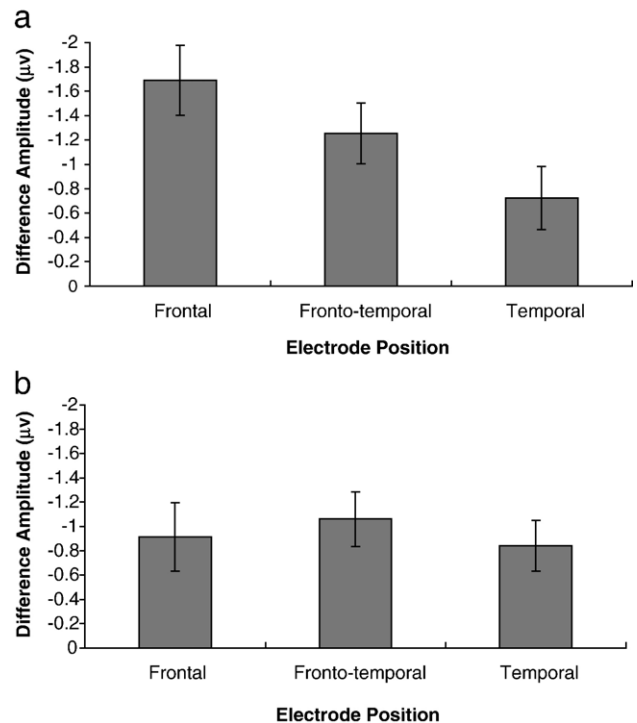 a
Difference Amplitude (μv)
-2
-1.8
-1.6
-1.4
-1.2
-1
-0.8
-0.6
-0.4
-0.2
0
Frontal Fronto-temporal Temporal
Electrode Position
b
Difference Amplitude (μv)
-2
-1.8
-1.6
-1.4
-1.2
-1
-0.8
-0.6
-0.4
-0.2
0
Frontal Fronto-temporal Temporal
Electrode Position